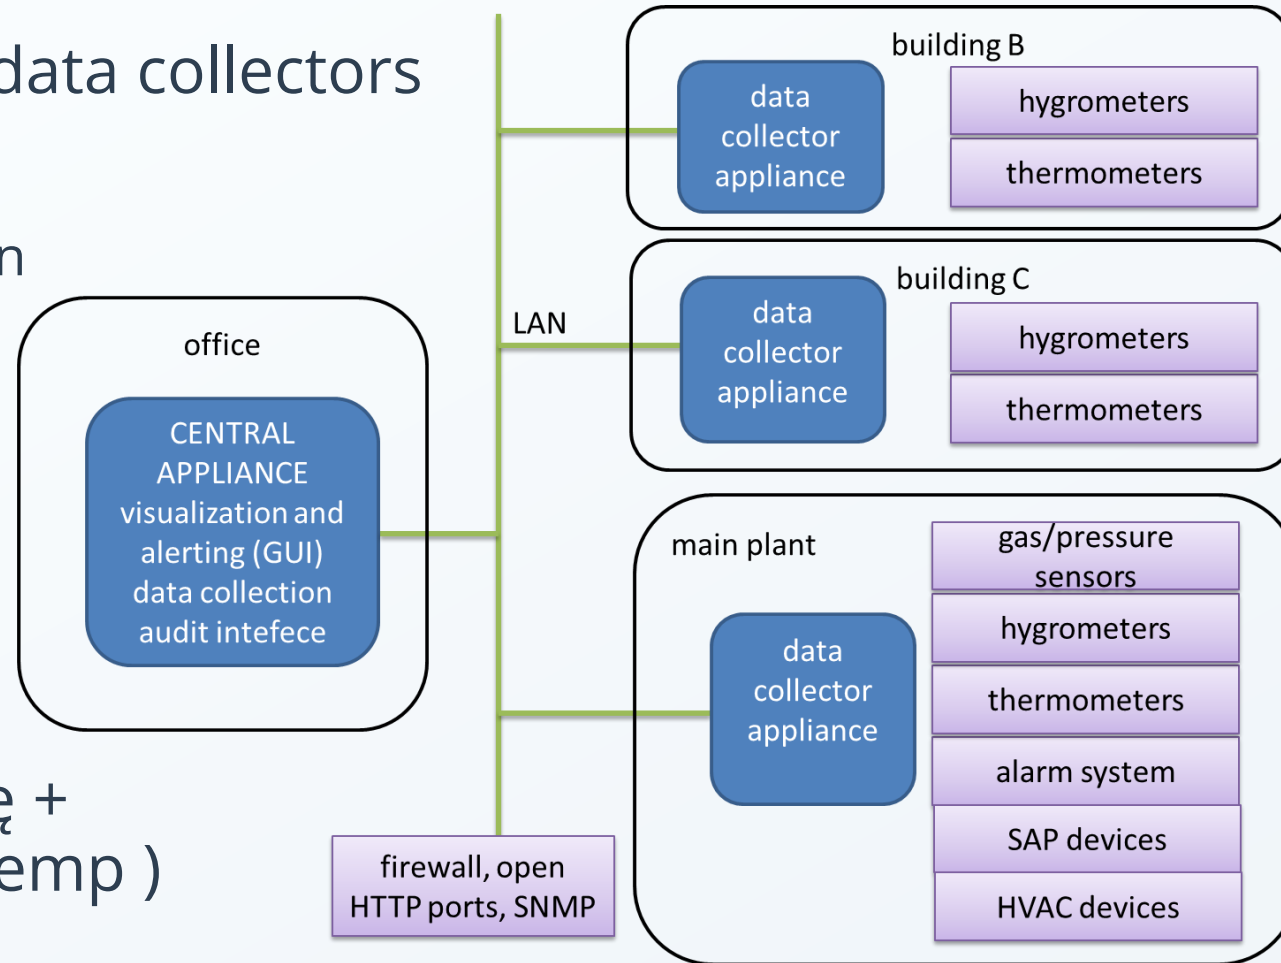 data collectors
n
ę +
emp )
office
CENTRAL
APPLIANCE
visualization and
alerting (GUI)
data collection
audit intefece
LAN
firewall, open
HTTP ports, SNMP
building B
data
collector
appliance
hygrometers
thermometers
building C
data
collector
appliance
hygrometers
thermometers
main plant
data
collector
appliance
gas/pressure
sensors
hygrometers
thermometers
alarm system
SAP devices
HVAC devices